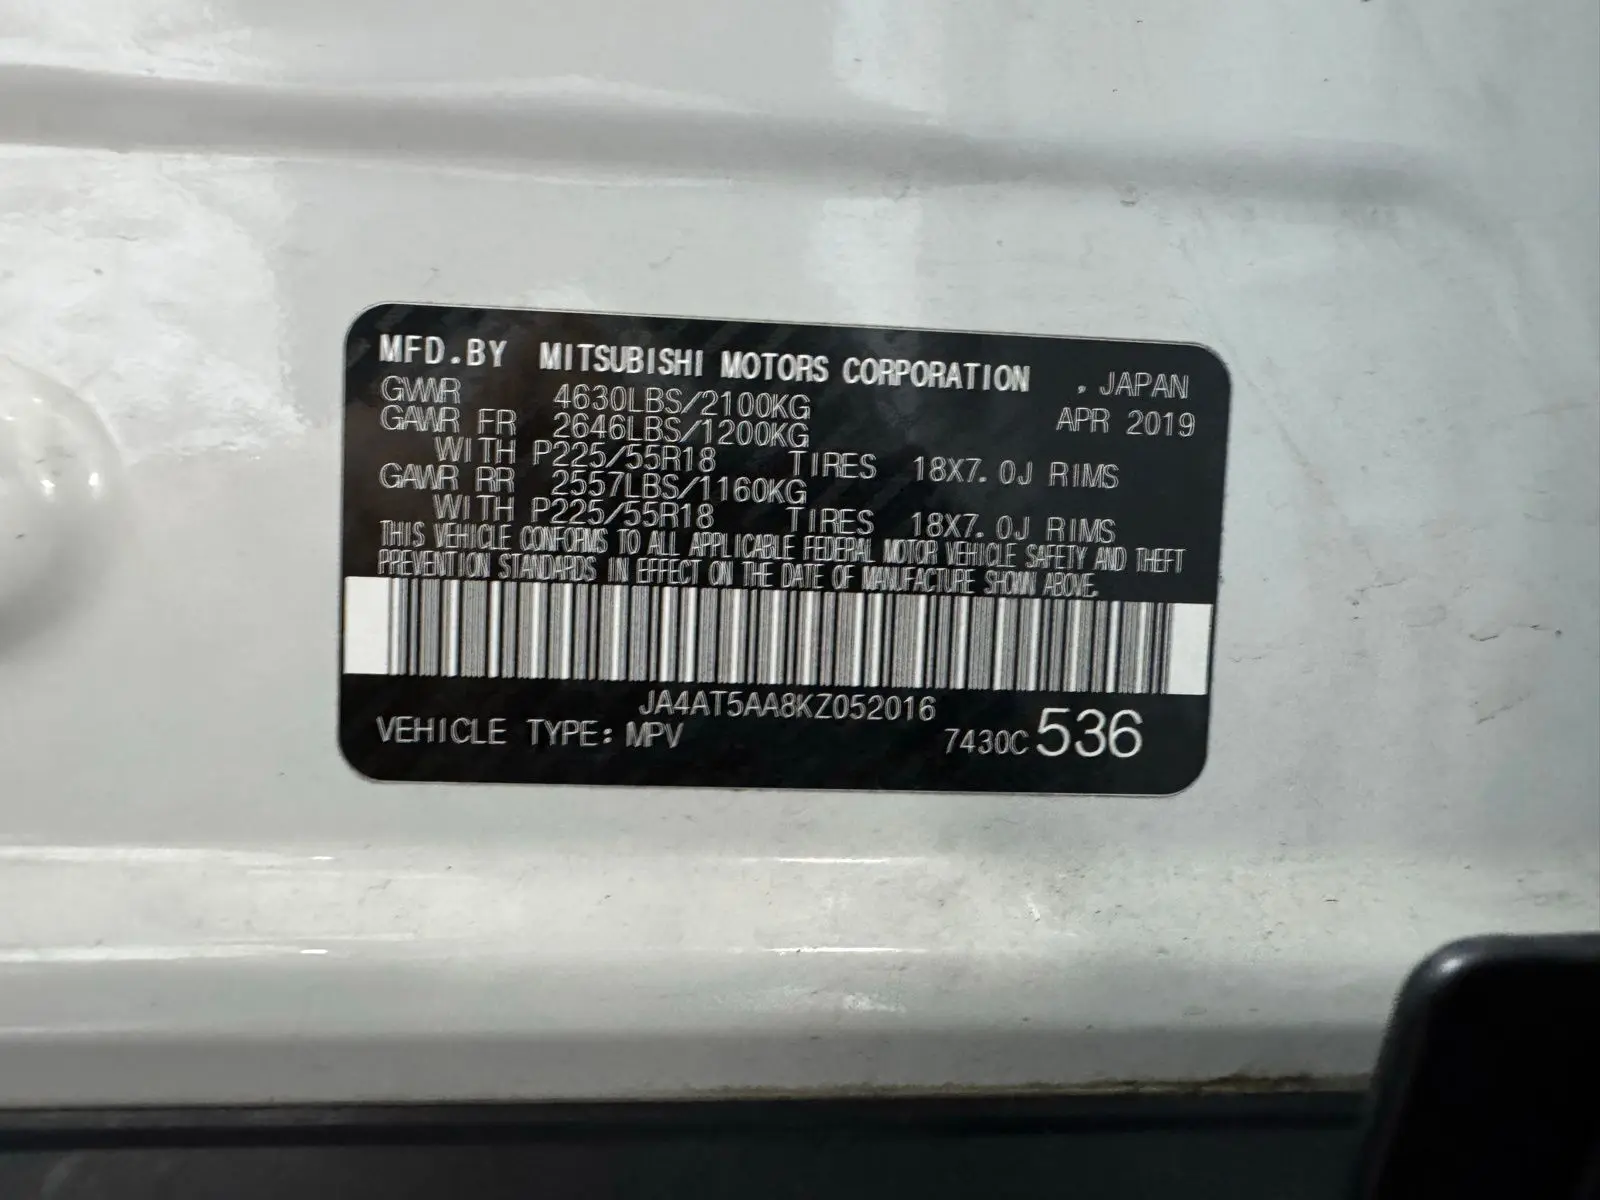 MFD.BY MITSUBISHI MOTORS CORPORATION , JAPAN
GVWR 4630LBS/2100KG APR 2019
GAWR FR 2646LBS/1200KG
WITH P225/55R18 TIRES 18X7.0J RIMS
GAWR RR 2557LBS/1160KG
WITH P225/55R18 TIRES 18X7.0J RIMS
THIS VEHICLE CONFORMS TO ALL APPLICABLE FEDERAL MOTOR VEHICLE SAFETY AND THEFT
PREVENTION STANDARDS IN EFFECT ON THE DATE OF MANUFACTURE SHOWN ABOVE.
JA4AT5AA8KZ052016
VEHICLE TYPE: MPV 7430C 536